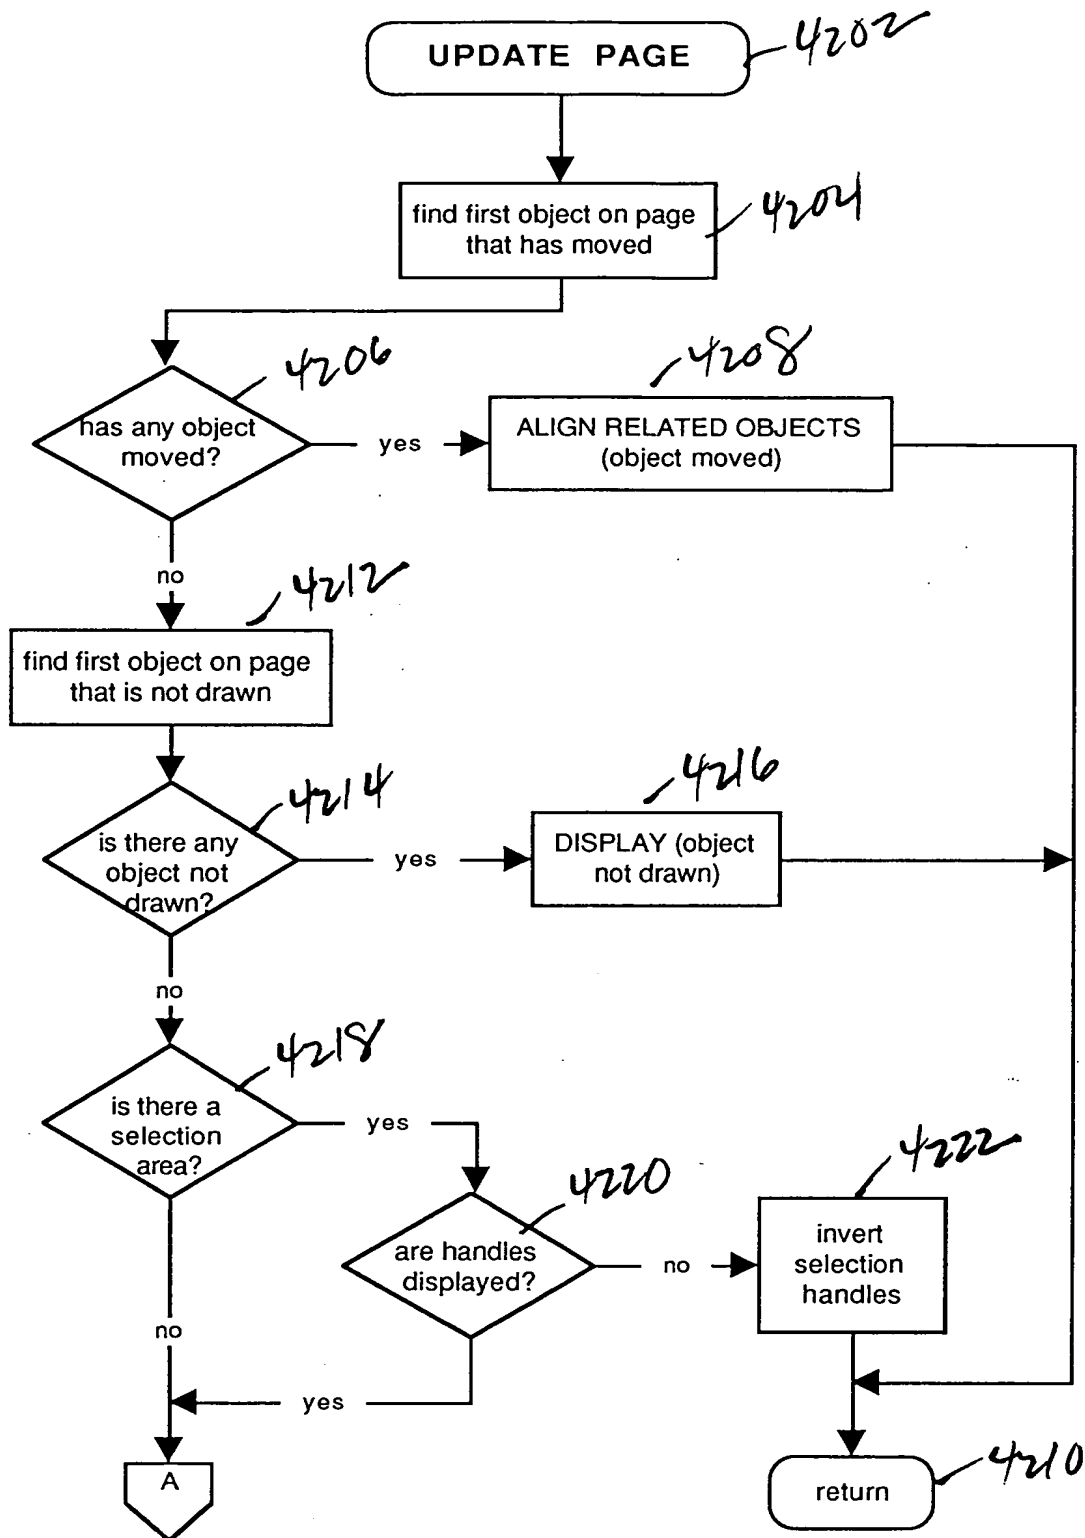 UPDATE PAGE
4202
find first object on page
that has moved
4204
has any object
moved?
4206
yes
ALIGN RELATED OBJECTS
(object moved)
4208
no
find first object on page
that is not drawn
4212
is there any
object not
drawn?
4214
yes
DISPLAY (object
not drawn)
4216
no
is there a
selection
area?
4218
yes
are handles
displayed?
4220
no
invert
selection
handles
4222
no
yes
A
return
4210